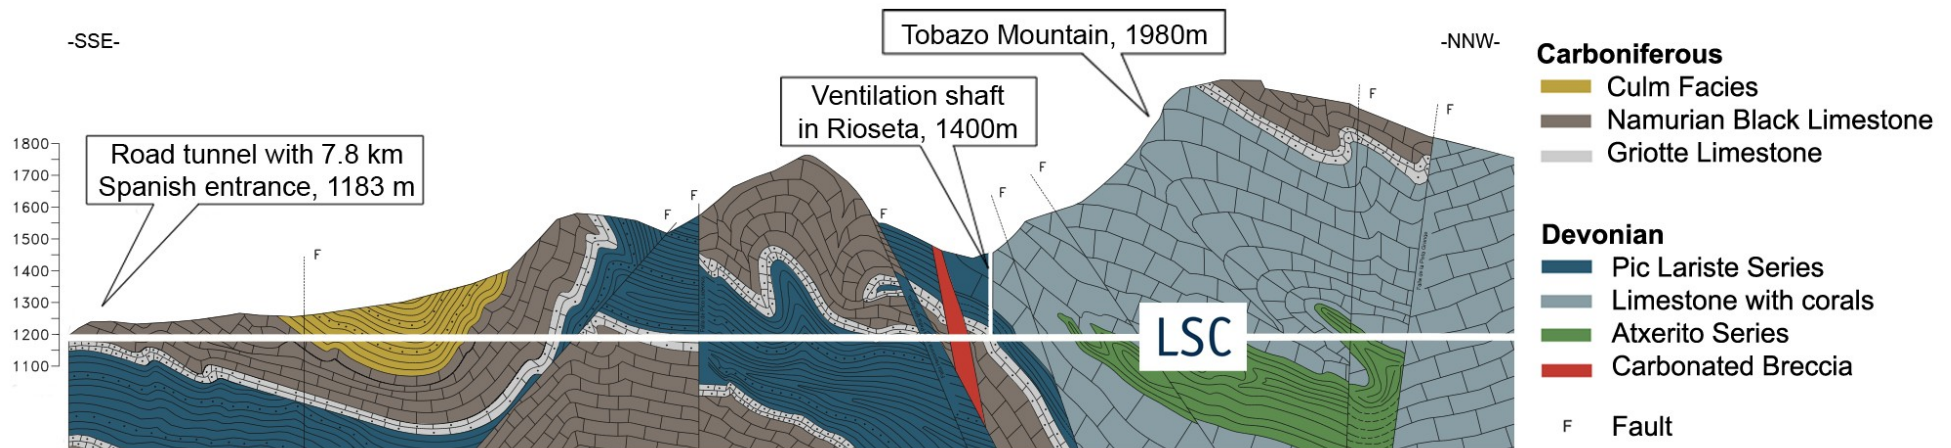 -SSE-
Tobazo Mountain, 1980m
-NNW-
Ventilation shaft
in Rioseta, 1400m
Road tunnel with 7.8 km
Spanish entrance, 1183 m
1800
1700
1600
1500
1400
1300
1200
1100
F
F
F
F
F
F
F
F
LSC
Carboniferous
Culm Facies
Namurian Black Limestone
Griotte Limestone
Devonian
Pic Lariste Series
Limestone with corals
Atxerito Series
Carbonated Breccia
F Fault